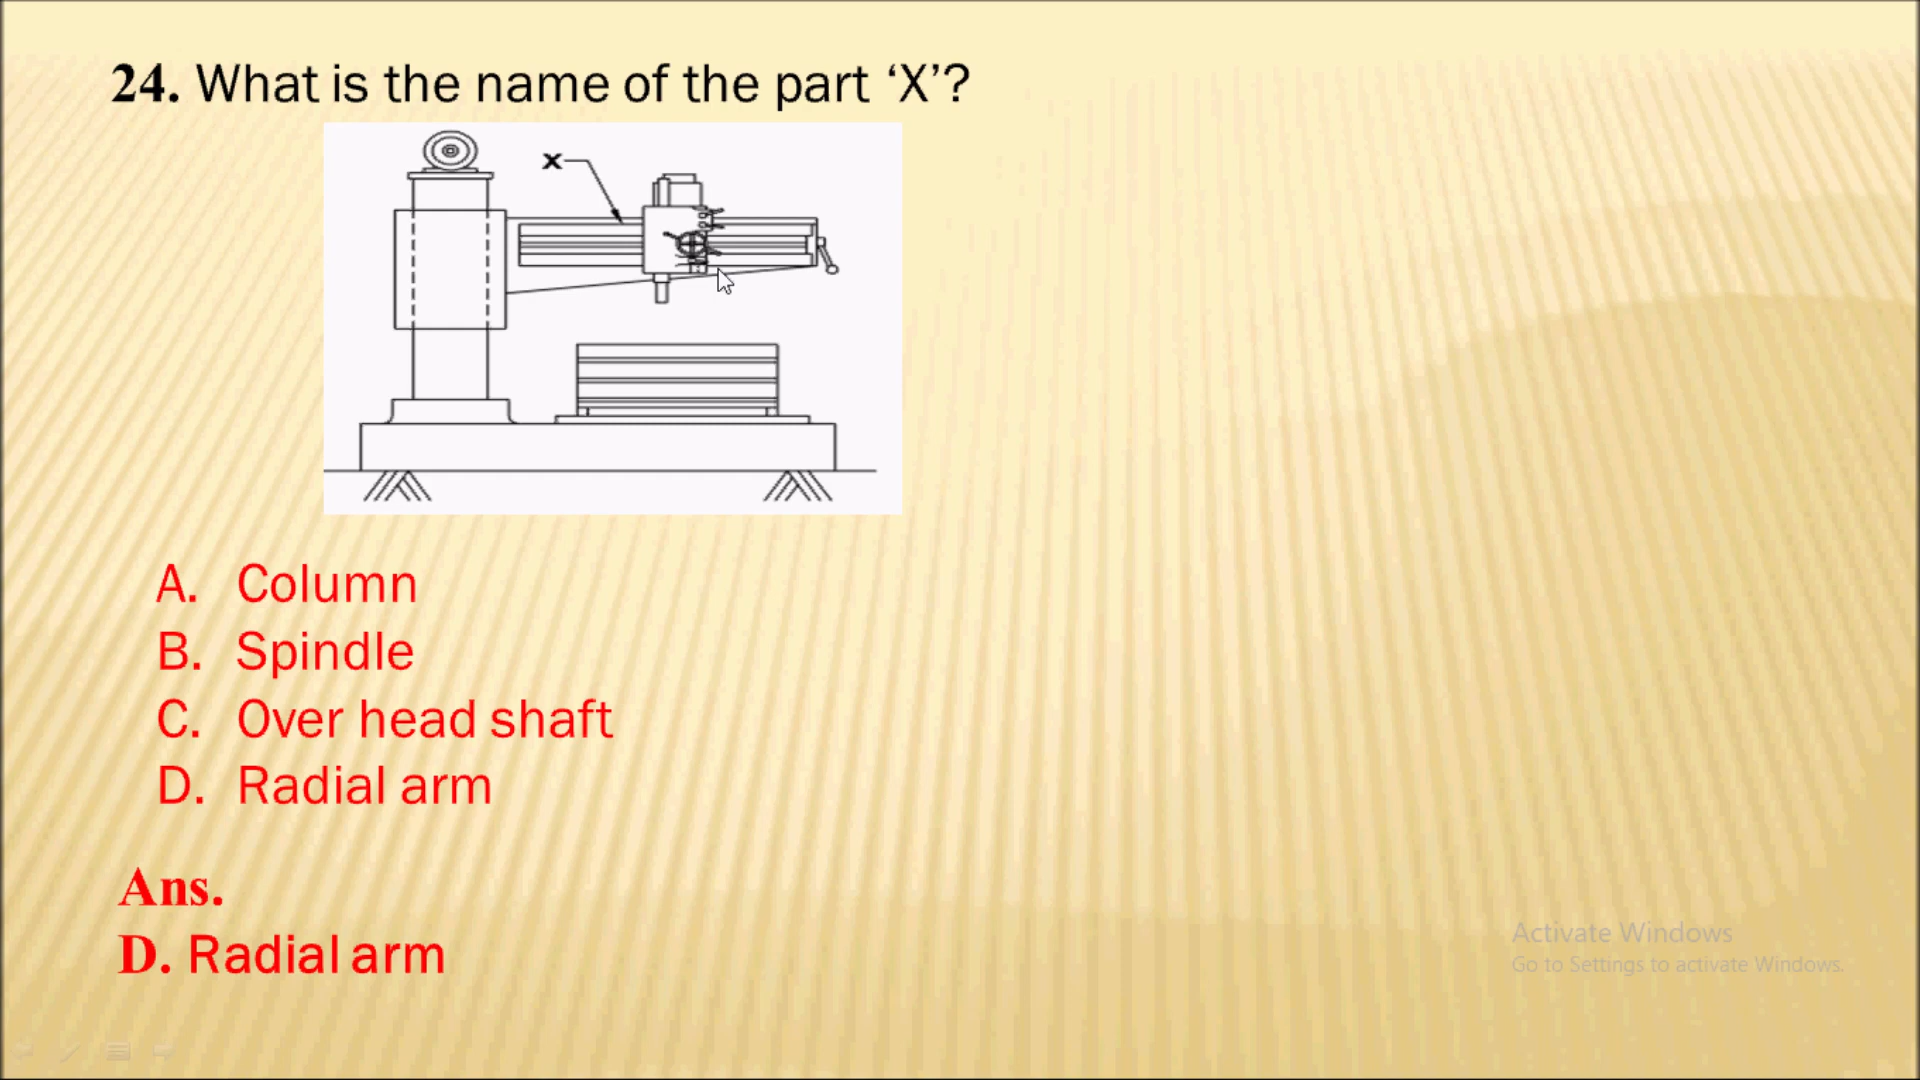 24. What is the name of the part ‘X’?
X
A. Column
B. Spindle
C. Over head shaft
D. Radial arm
Ans.
D. Radial arm
Activate Windows
Go to Settings to activate Windows.